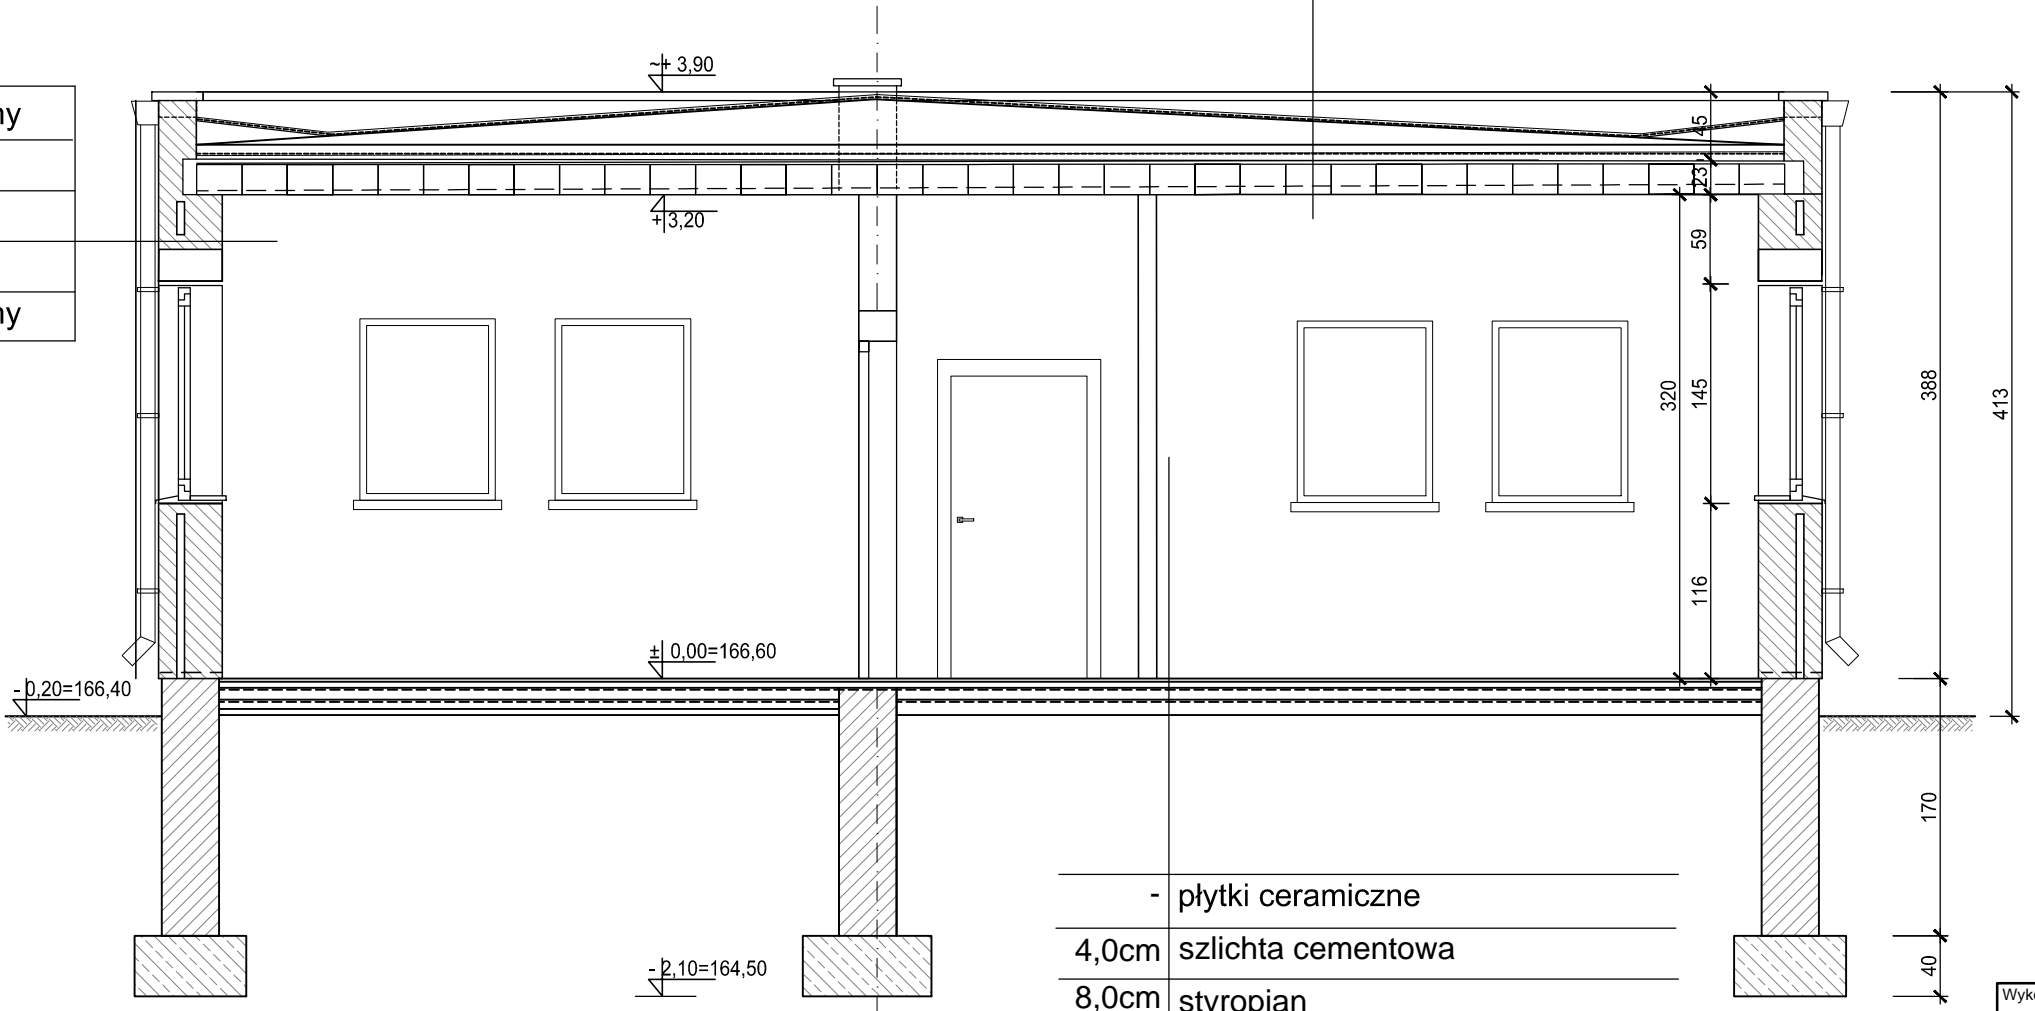 ~+ 3,90
ny
45
23
+ 3,20
59
ny
320
145
388
413
116
± 0,00=166,60
- 0,20=166,40
170
- płytki ceramiczne
4,0cm szlichta cementowa
- 2,10=164,50
40
8,0cm styropian
Wyko